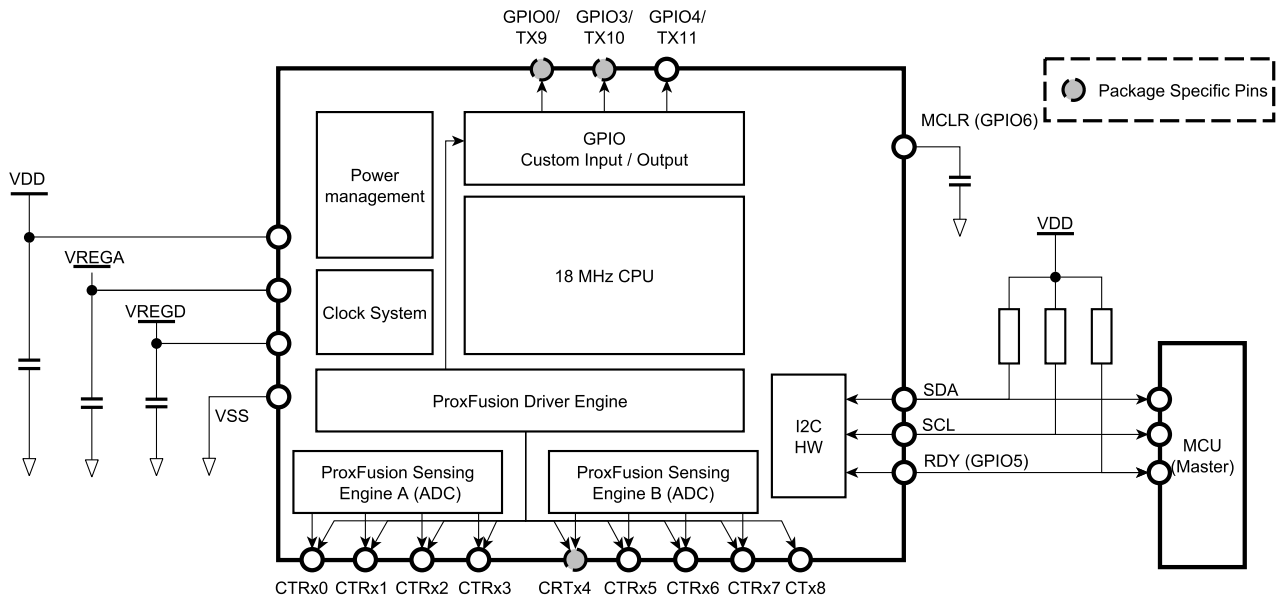 GPIO0/
TX9
GPIO3/
TX10
GPIO4/
TX11
Package Specific Pins
MCLR (GPIO6)
GPIO
Custom Input / Output
Power
management
VDD
VDD
VREGA
18 MHz CPU
VREGD
Clock System
SDA
ProxFusion Driver Engine
VSS
I2C
HW
SCL
MCU
(Master)
RDY (GPIO5)
ProxFusion Sensing
Engine A (ADC)
ProxFusion Sensing
Engine B (ADC)
CTRx0
CTRx1
CTRx2
CTRx3
CRTx4
CTRx5
CTRx6
CTRx7
CTx8